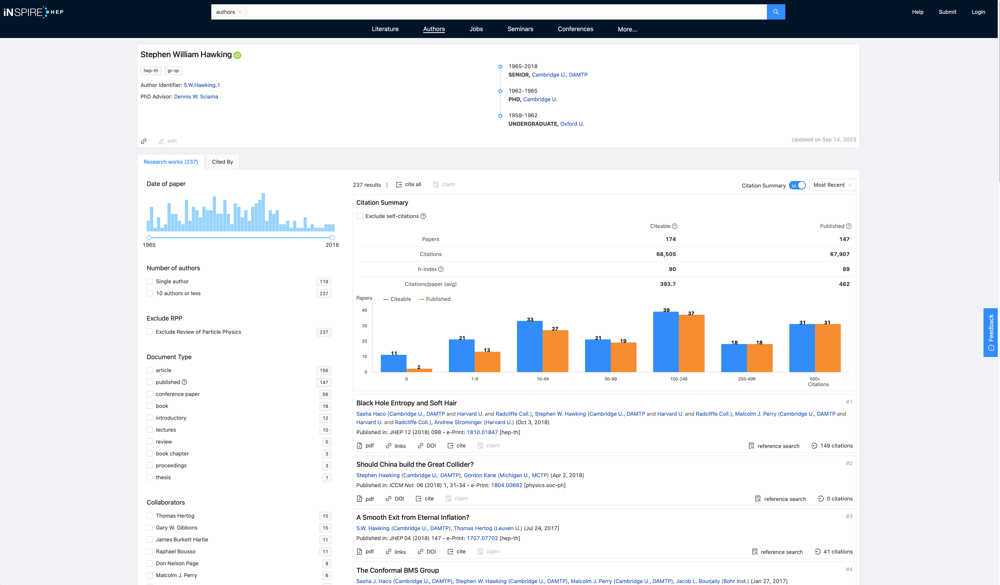 iNSPIRE HEP
authors
Help Submit Login
Literature Authors Jobs Seminars Conferences More...
Stephen William Hawking iD
hep-th gr-qc
Author Identifier: S.W.Hawking.1
PhD Advisor: Dennis W. Sciama
1965-2018
SENIOR, Cambridge U., DAMTP
1962-1965
PHD, Cambridge U.
1959-1962
UNDERGRADUATE, Oxford U.
edit
Updated on Sep 14, 2023
Research works (237) Cited By
Date of paper
1965 2018
Number of authors
Single author 119
10 authors or less 237
Exclude RPP
Exclude Review of Particle Physics 237
Document Type
article 156
published 147
conference paper 56
book 18
introductory 12
lectures 10
review 5
book chapter 3
proceedings 3
thesis 1
Collaborators
Thomas Hertog 15
Gary W. Gibbons 15
James Burkett Hartle 11
Raphael Bousso 11
Don Nelson Page 8
Malcolm J. Perry 6
237 results | cite all claim
Citation Summary Most Recent
Citation Summary
Exclude self-citations
Citeable Published
Papers 174 147
Citations 68,505 67,907
h-index 90 89
Citations/paper (avg) 393.7 462
Papers Citeable Published
40
30
20
10
0
11 2 21 13 33 27 21 19 39 37 18 18 31 31
0 1-9 10-49 50-99 100-249 250-499 500+
Citations
Black Hole Entropy and Soft Hair #1
Sasha Haco (Cambridge U., DAMTP and Harvard U. and Radcliffe Coll.), Stephen W. Hawking (Cambridge U., DAMTP and Harvard U. and Radcliffe Coll.), Malcolm J. Perry (Cambridge U., DAMTP and
Harvard U. and Radcliffe Coll.), Andrew Strominger (Harvard U.) (Oct 3, 2018)
Published in: JHEP 12 (2018) 098 • e-Print: 1810.01847 [hep-th]
pdf links DOI cite claim reference search 149 citations
Should China build the Great Collider? #2
Stephen Hawking (Cambridge U., DAMTP), Gordon Kane (Michigan U., MCTP) (Apr 2, 2018)
Published in: ICCM Not. 06 (2018) 1, 31-34 • e-Print: 1804.00682 [physics.soc-ph]
pdf DOI cite claim reference search 0 citations
A Smooth Exit from Eternal Inflation? #3
S.W. Hawking (Cambridge U., DAMTP), Thomas Hertog (Leuven U.) (Jul 24, 2017)
Published in: JHEP 04 (2018) 147 • e-Print: 1707.07702 [hep-th]
pdf links DOI cite claim reference search 41 citations
The Conformal BMS Group #4
Sasha J. Haco (Cambridge U., DAMTP), Stephen W. Hawking (Cambridge U., DAMTP), Malcolm J. Perry (Cambridge U., DAMTP), Jacob L. Bourjaily (Bohr Inst.) (Jan 27, 2017)
Feedback